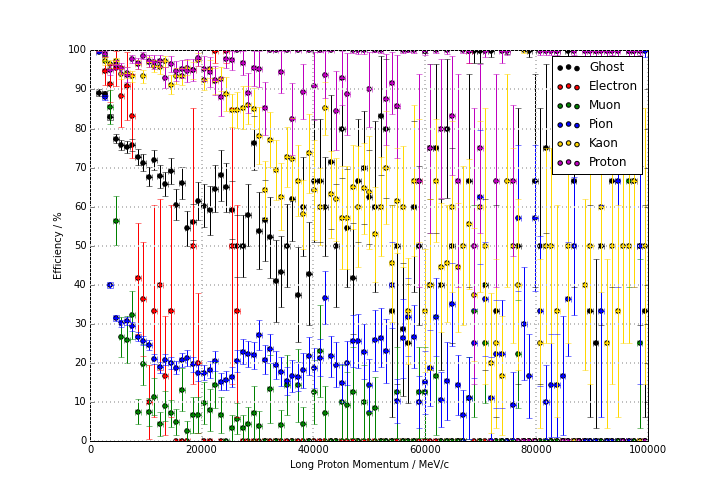 100
90
80
70
60
50
40
30
20
10
0
Efficiency / %
0
20000
40000
60000
80000
100000
Long Proton Momentum / MeV/c
Ghost
Electron
Muon
Pion
Kaon
Proton